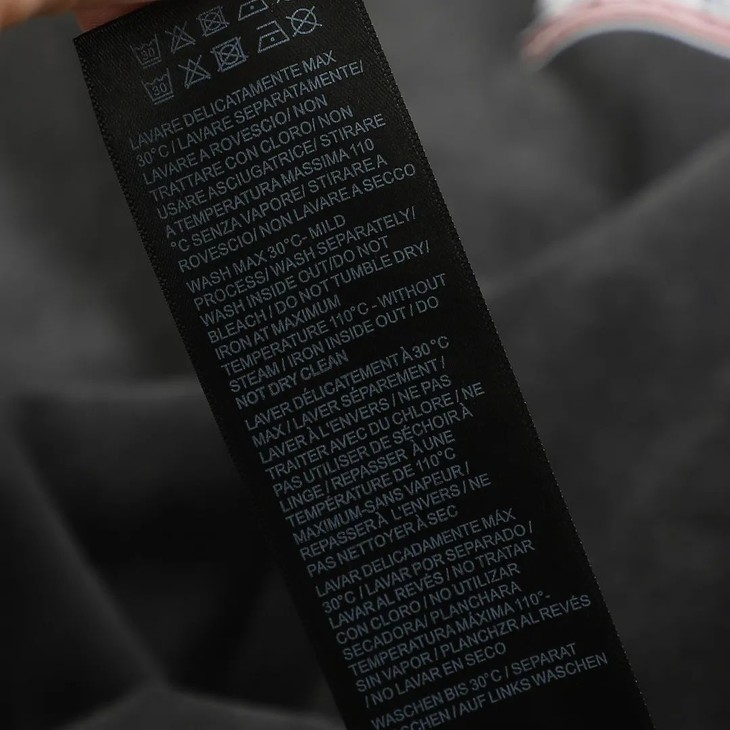 30
30
LAVARE DELICATAMENTE MAX
30°C / LAVARE SEPARATAMENTE/
LAVARE A ROVESCIO/ NON
TRATTARE CON CLORO/ NON
USARE ASCIUGATRICE/ STIRARE
A TEMPERATURA MASSIMA 110
°C SENZA VAPORE/ STIRARE A
ROVESCIO/ NON LAVARE A SECCO
WASH MAX 30°C- MILD
PROCESS/ WASH SEPARELY/
WASH INSIDE OUT/DO NOT
BLEACH / DO NOT TUMBLE DRY/
IRON AT MAXIMUM
TEMPERATURE 110°C - WITHOUT
STEAM / IRON INSIDE OUT / DO
NOT DRY CLEAN
LAVER DÉLICATEMENT À 30°C
MAX / LAVER SÉPAREMENT /
LAVER À L'ENVERS / NE PAS
TRAITER AVEC DU CHLORE / NE
PAS UTILISER DE SÉCHOIR À
LINGE / REPASSER À UNE
TEMPÉRATURE DE 110°C
MAXIMUM-SANS VAPEUR /
REPASSER À L'ENVERS / NE
PAS NETTOYER À SEC
LAVAR DELICADAMENTE MÁX
30°C / LAVAR POR SEPARADO /
LAVAR AL REVÉS / NO TRATAR
CON CLORO / NO UTILIZAR
SECADORA/ PLANCHARA
TEMPERATURA MÁXIMA 110°-
SIN VAPOR / PLANCHZR AL REVÉS
/ NO LAVAR EN SECO
WASCHEN BIS 30°C / SEPARAT
SCHEN / AUF LINKS WASCHEN